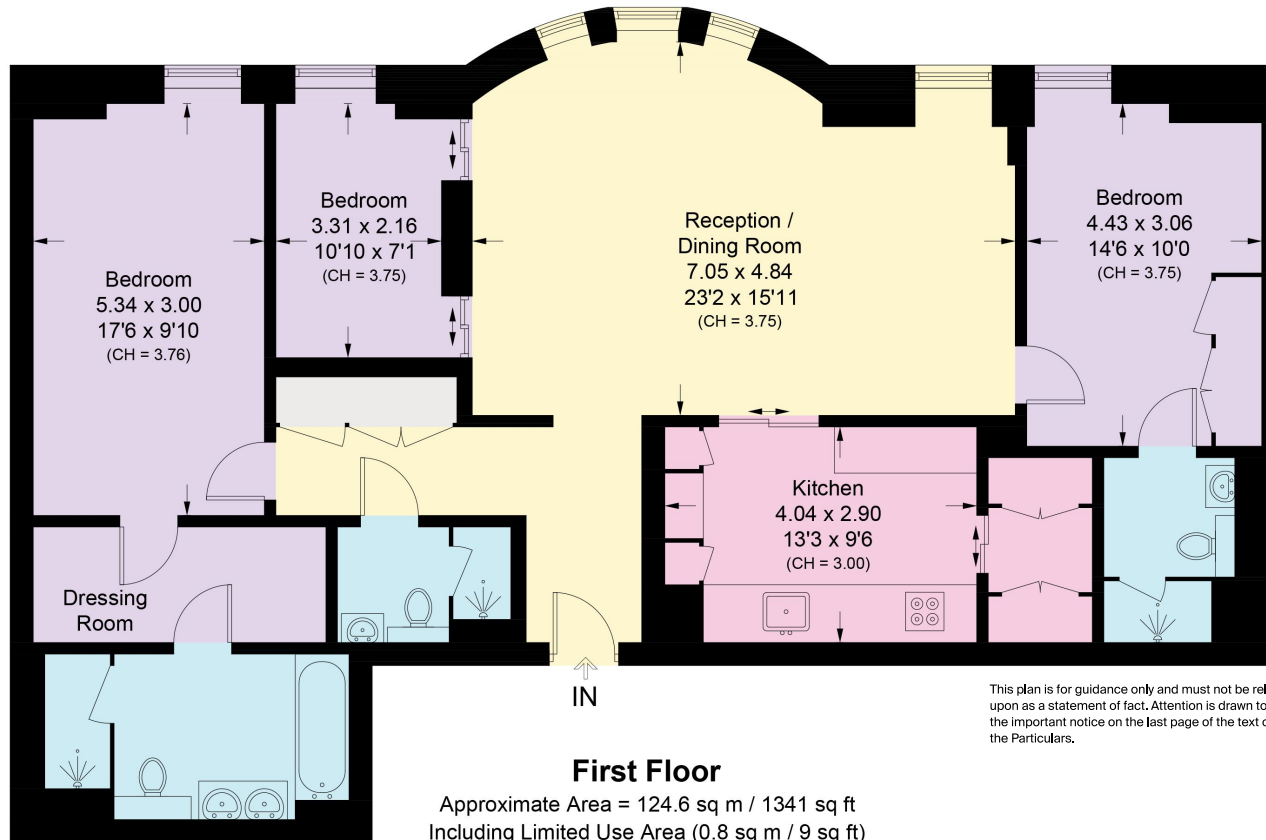 Bedroom
5.34 x 3.00
17'6 x 9'10
(CH = 3.76)
Bedroom
3.31 x 2.16
10'10 x 7'1
(CH = 3.75)
Reception /
Dining Room
7.05 x 4.84
23'2 x 15'11
(CH = 3.75)
Bedroom
4.43 x 3.06
14'6 x 10'0
(CH = 3.75)
Kitchen
4.04 x 2.90
13'3 x 9'6
(CH = 3.00)
Dressing
Room
IN
This plan is for guidance only and must not be
upon as a statement of fact. Attention is drawn to
the important notice on the last page of the text
the Particulars.
First Floor
Approximate Area = 124.6 sq m / 1341 sq ft
Including Limited Use Area (0.8 sq m / 9 sq ft)